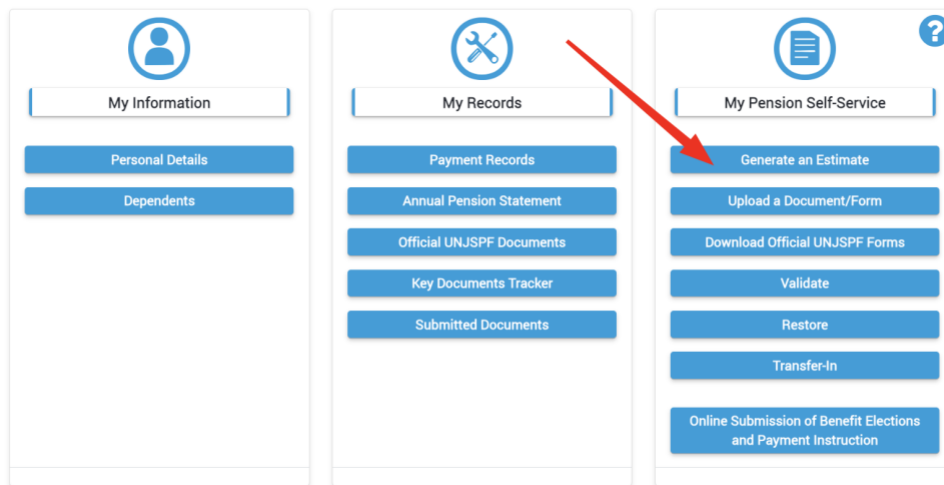 ?
My Information
Personal Details
Dependents
My Records
Payment Records
Annual Pension Statement
Official UNJSPF Documents
Key Documents Tracker
Submitted Documents
My Pension Self-Service
Generate an Estimate
Upload a Document/Form
Download Official UNJSPF Forms
Validate
Restore
Transfer-In
Online Submission of Benefit Elections
and Payment Instruction